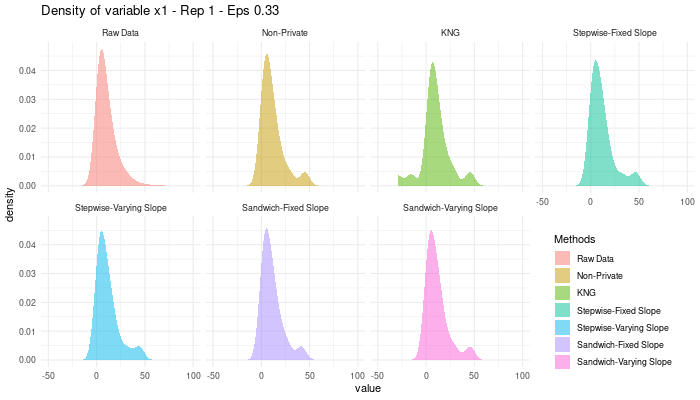 Density of variable x1 - Rep 1 - Eps 0.33
Raw Data Non-Private KNG Stepwise-Fixed Slope
0.04
0.03
0.02
0.01
0.00
-50 0 50 100
density
Stepwise-Varying Slope Sandwich-Fixed Slope Sandwich-Varying Slope
0.04
0.03
0.02
0.01
0.00
-50 0 50 100 -50 0 50 100 -50 0 50 100
value
Methods
Raw Data
Non-Private
KNG
Stepwise-Fixed Slope
Stepwise-Varying Slope
Sandwich-Fixed Slope
Sandwich-Varying Slope